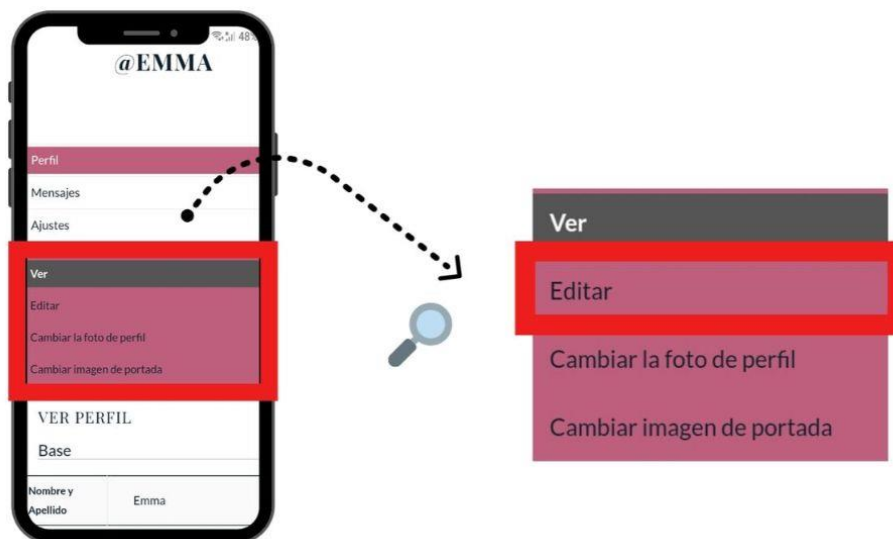 48%
@EMMA
Perfil
Mensajes
Ajustes
Ver
Editar
Cambiar la foto de perfil
Cambiar imagen de portada
VER PERFIL
Base
Nombre y
Apellido
Emma
Ver
Editar
Cambiar la foto de perfil
Cambiar imagen de portada